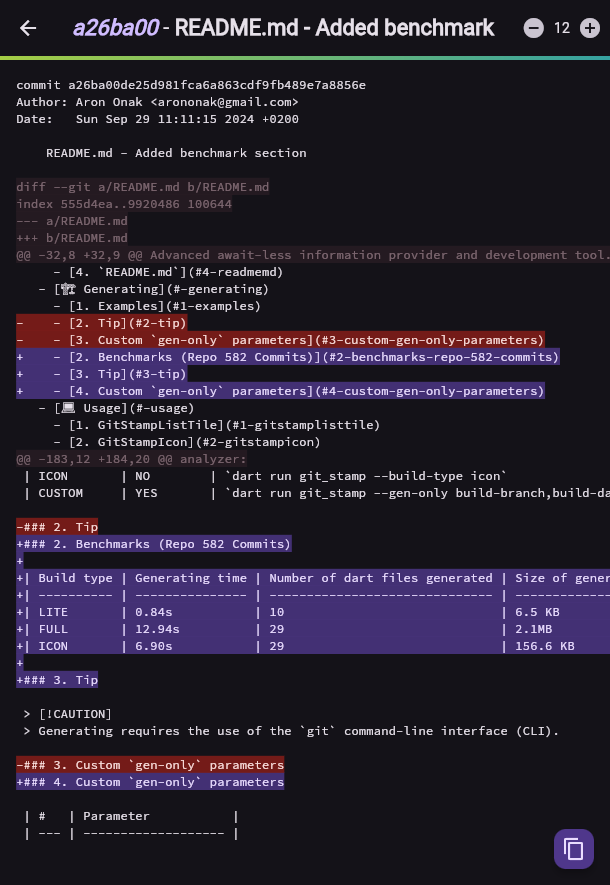 a26ba00 - README.md - Added benchmark
12
commit a26ba00de25d981fca6a863cdf9fb489e7a8856e
Author: Aron Onak <arononak@gmail.com>
Date:   Sun Sep 29 11:11:15 2024 +0200
README.md - Added benchmark section
diff --git a/README.md b/README.md
index 555d4ea..9920486 100644
--- a/README.md
+++ b/README.md
@@ -32,8 +32,9 @@ Advanced await-less information provider and development tool.
     - [4. `README.md`](#4-readmemd)
   - [🏗 Generating](#-generating)
     - [1. Examples](#1-examples)
-    - [2. Tip](#2-tip)
-    - [3. Custom `gen-only` parameters](#3-custom-gen-only-parameters)
+    - [2. Benchmarks (Repo 582 Commits)](#2-benchmarks-repo-582-commits)
+    - [3. Tip](#3-tip)
+    - [4. Custom `gen-only` parameters](#4-custom-gen-only-parameters)
   - [💻 Usage](#-usage)
     - [1. GitStampListTile](#1-gitstamplisttile)
     - [2. GitStampIcon](#2-gitstampicon)
@@ -183,12 +184,20 @@ analyzer:
 | ICON       | NO        | `dart run git_stamp --build-type icon`
 | CUSTOM     | YES       | `dart run git_stamp --gen-only build-branch,build-da
-### 2. Tip
+### 2. Benchmarks (Repo 582 Commits)
+
+| Build type | Generating time | Number of dart files generated | Size of gener
+| ---------- | --------------- | ------------------------------ | -------------
+| LITE       | 0.84s           | 10                             | 6.5 KB
+| FULL       | 12.94s          | 29                             | 2.1MB
+| ICON       | 6.90s           | 29                             | 156.6 KB
+
+### 3. Tip
 > [!CAUTION]
 > Generating requires the use of the `git` command-line interface (CLI).
-### 3. Custom `gen-only` parameters
+### 4. Custom `gen-only` parameters
 | #   | Parameter           |
 | --- | ------------------- |